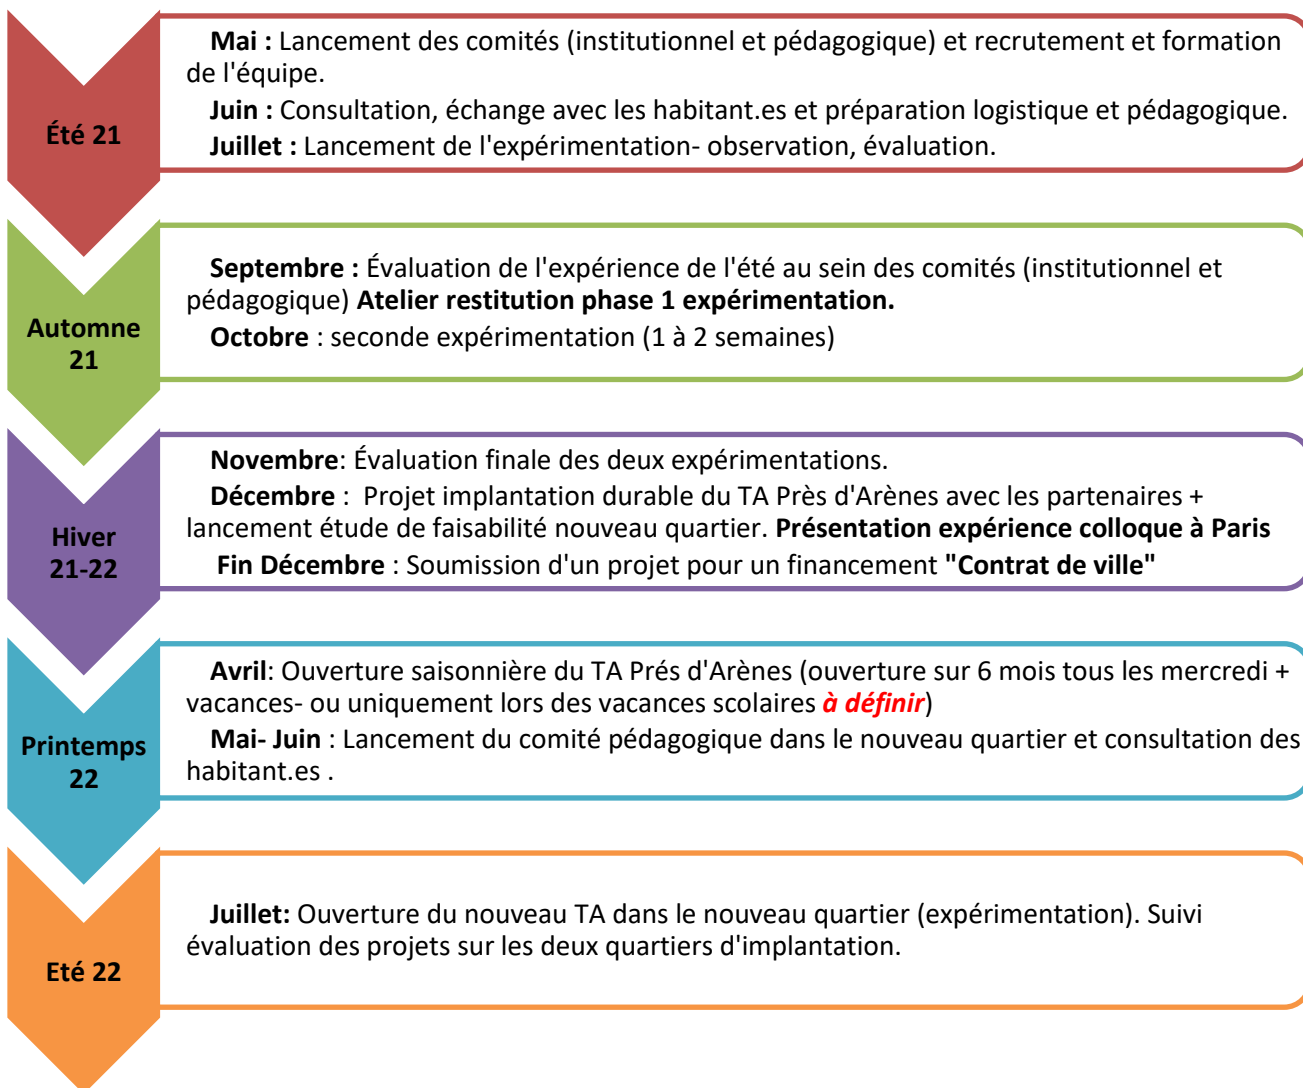 Été 21
Mai : Lancement des comités (institutionnel et pédagogique) et recrutement et formation
de l'équipe.
Juin : Consultation, échange avec les habitant.es et préparation logistique et pédagogique.
Juillet : Lancement de l'expérimentation- observation, évaluation.
Automne
21
Septembre : Évaluation de l'expérience de l'été au sein des comités (institutionnel et
pédagogique) Atelier restitution phase 1 expérimentation.
Octobre : seconde expérimentation (1 à 2 semaines)
Hiver
21-22
Novembre: Évaluation finale des deux expérimentations.
Décembre :  Projet implantation durable du TA Près d'Arènes avec les partenaires +
lancement étude de faisabilité nouveau quartier. Présentation expérience colloque à Paris
Fin Décembre : Soumission d'un projet pour un financement "Contrat de ville"
Printemps
22
Avril: Ouverture saisonnière du TA Prés d'Arènes (ouverture sur 6 mois tous les mercredi +
vacances- ou uniquement lors des vacances scolaires à définir)
Mai- Juin : Lancement du comité pédagogique dans le nouveau quartier et consultation des
habitant.es .
Eté 22
Juillet: Ouverture du nouveau TA dans le nouveau quartier (expérimentation). Suivi
évaluation des projets sur les deux quartiers d'implantation.